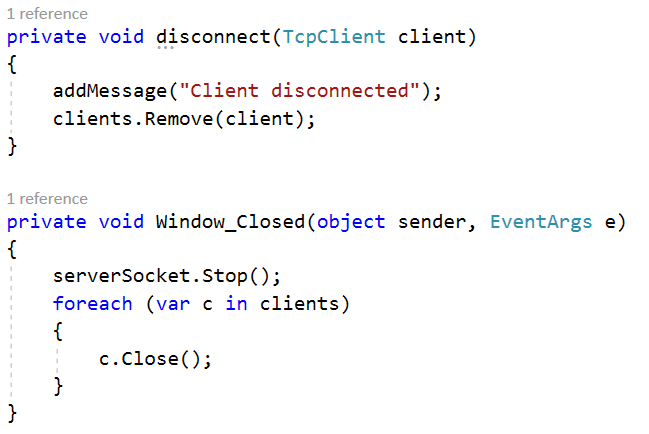 1 reference
private void disconnect(TcpClient client)
{
    addMessage("Client disconnected");
    clients.Remove(client);
}
1 reference
private void Window_Closed(object sender, EventArgs e)
{
    serverSocket.Stop();
    foreach (var c in clients)
    {
        c.Close();
    }
}